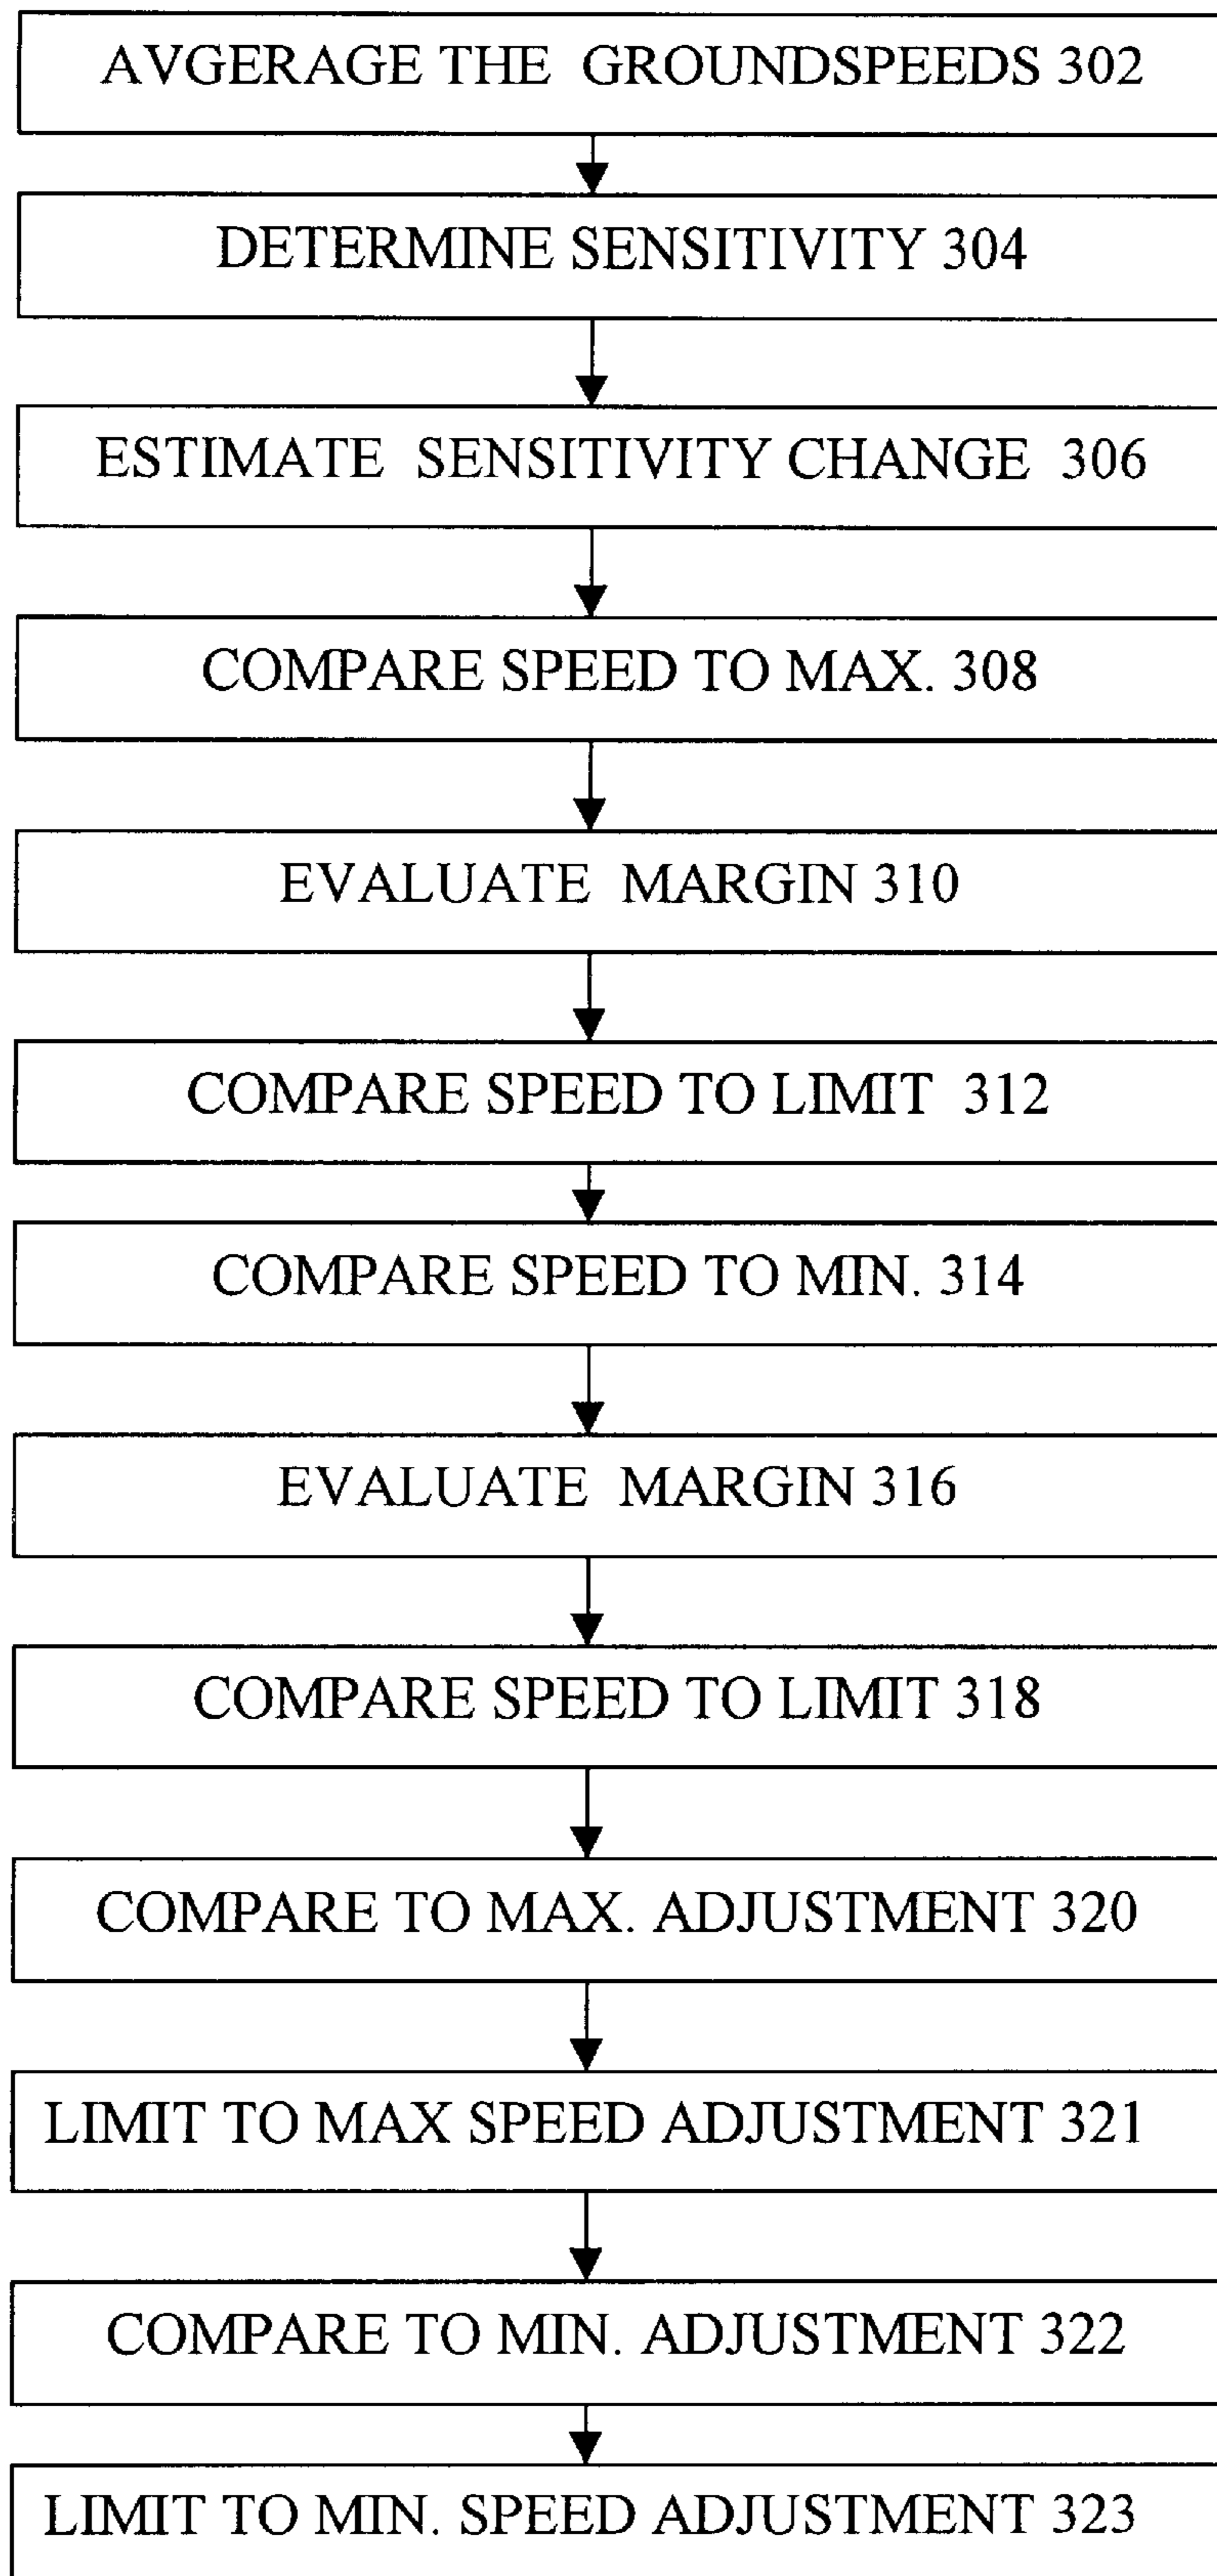 AVGERAGE THE GROUNDSPEEDS 302
DETERMINE SENSITIVITY 304
ESTIMATE SENSITIVITY CHANGE 306
COMPARE SPEED TO MAX. 308
EVALUATE MARGIN 310
COMPARE SPEED TO LIMIT 312
COMPARE SPEED TO MIN. 314
EVALUATE MARGIN 316
COMPARE SPEED TO LIMIT 318
COMPARE TO MAX. ADJUSTMENT 320
LIMIT TO MAX SPEED ADJUSTMENT 321
COMPARE TO MIN. ADJUSTMENT 322
LIMIT TO MIN. SPEED ADJUSTMENT 323